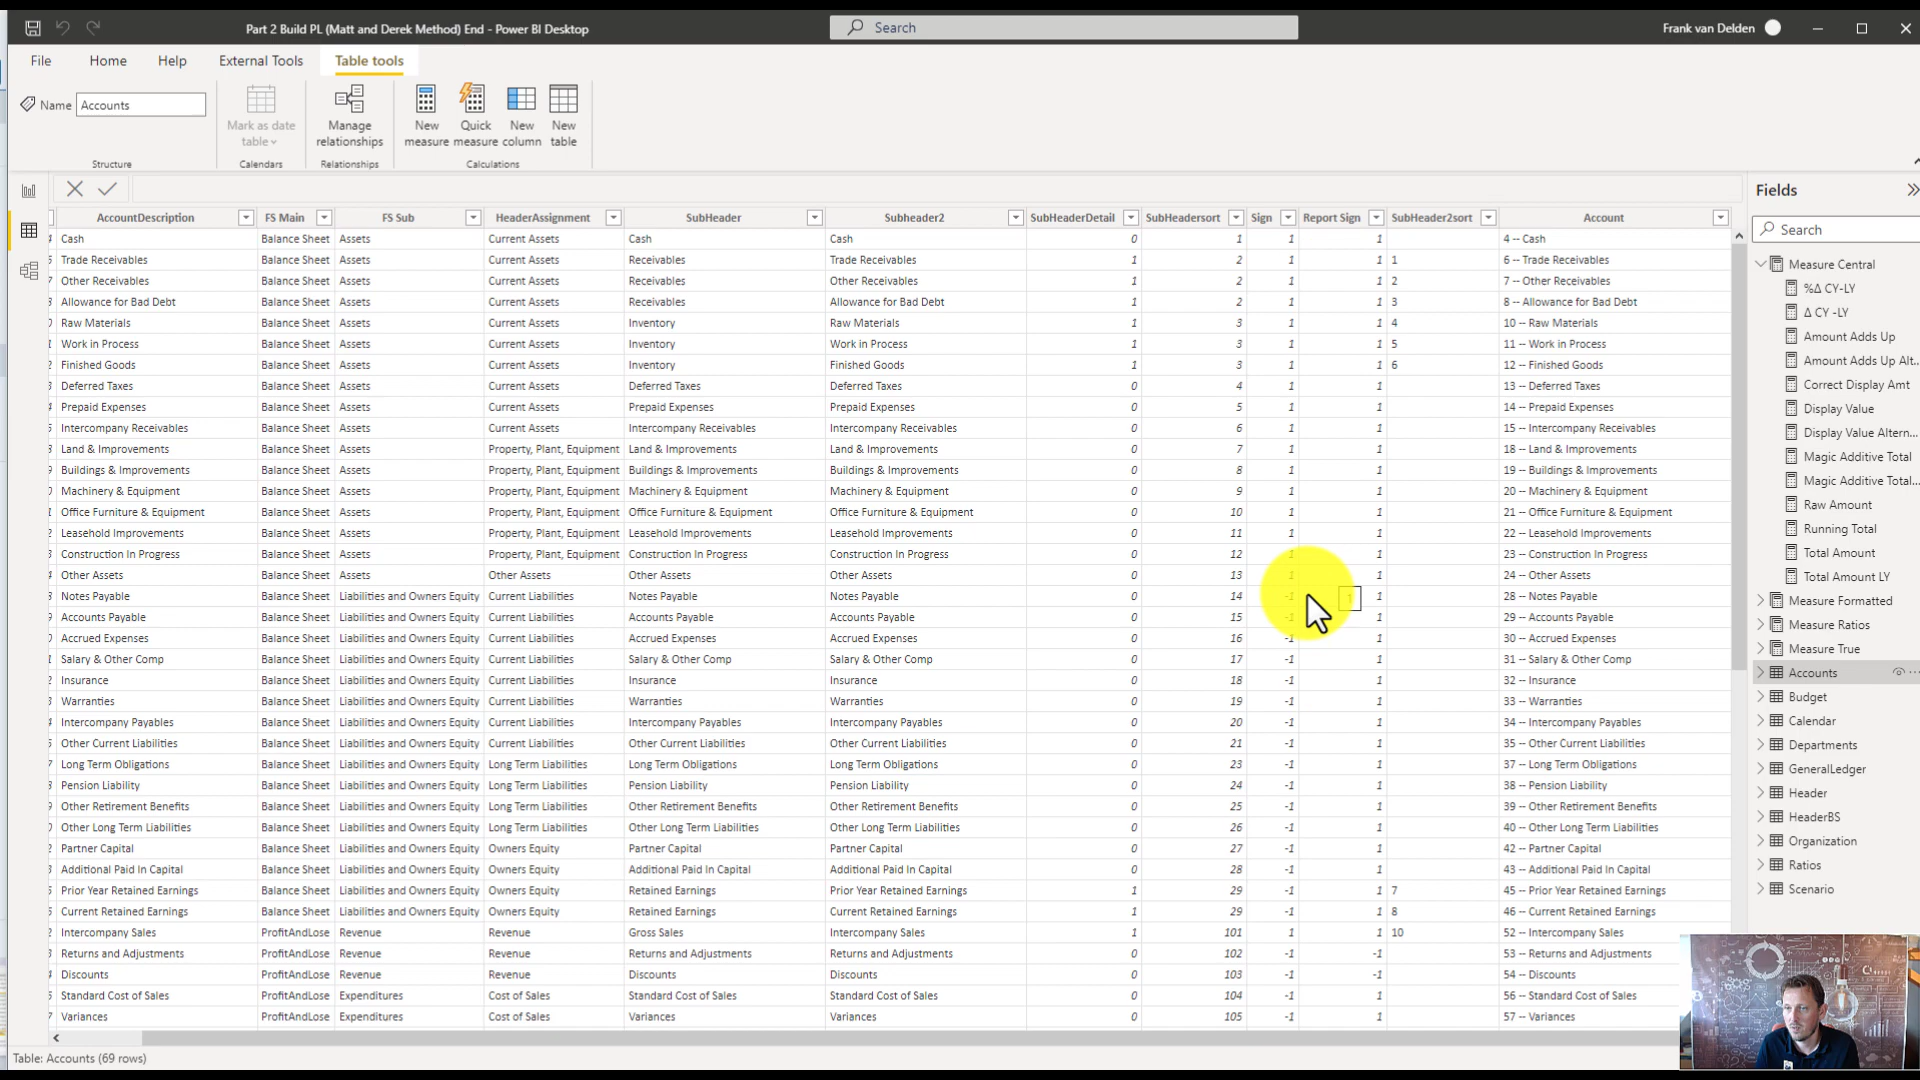 Part 2 Build PL (Matt and Derek Method) End - Power BI Desktop
Search
Frank van Delden
File Home Help External Tools Table tools
Name Accounts
Mark as date table
Manage relationships
New measure
Quick measure
New column
New table
Structure Calendars Relationships Calculations
AccountDescription FS Main FS Sub HeaderAssignment SubHeader Subheader2 SubHeaderDetail SubHeadersort Sign Report Sign SubHeader2sort Account
Cash Balance Sheet Assets Current Assets Cash Cash 0 1 1 1 4 -- Cash
Trade Receivables Balance Sheet Assets Current Assets Receivables Trade Receivables 1 2 1 1 1 6 -- Trade Receivables
Other Receivables Balance Sheet Assets Current Assets Receivables Other Receivables 1 2 1 1 2 7 -- Other Receivables
Allowance for Bad Debt Balance Sheet Assets Current Assets Receivables Allowance for Bad Debt 1 2 1 1 3 8 -- Allowance for Bad Debt
Raw Materials Balance Sheet Assets Current Assets Inventory Raw Materials 1 3 1 1 4 10 -- Raw Materials
Work in Process Balance Sheet Assets Current Assets Inventory Work in Process 1 3 1 1 5 11 -- Work in Process
Finished Goods Balance Sheet Assets Current Assets Inventory Finished Goods 1 3 1 1 6 12 -- Finished Goods
Deferred Taxes Balance Sheet Assets Current Assets Deferred Taxes Deferred Taxes 0 4 1 1 13 -- Deferred Taxes
Prepaid Expenses Balance Sheet Assets Current Assets Prepaid Expenses Prepaid Expenses 0 5 1 1 14 -- Prepaid Expenses
Intercompany Receivables Balance Sheet Assets Current Assets Intercompany Receivables Intercompany Receivables 0 6 1 1 15 -- Intercompany Receivables
Land & Improvements Balance Sheet Assets Property, Plant, Equipment Land & Improvements Land & Improvements 0 7 1 1 18 -- Land & Improvements
Buildings & Improvements Balance Sheet Assets Property, Plant, Equipment Buildings & Improvements Buildings & Improvements 0 8 1 1 19 -- Buildings & Improvements
Machinery & Equipment Balance Sheet Assets Property, Plant, Equipment Machinery & Equipment Machinery & Equipment 0 9 1 1 20 -- Machinery & Equipment
Office Furniture & Equipment Balance Sheet Assets Property, Plant, Equipment Office Furniture & Equipment Office Furniture & Equipment 0 10 1 1 21 -- Office Furniture & Equipment
Leasehold Improvements Balance Sheet Assets Property, Plant, Equipment Leasehold Improvements Leasehold Improvements 0 11 1 1 22 -- Leasehold Improvements
Construction In Progress Balance Sheet Assets Property, Plant, Equipment Construction In Progress Construction In Progress 0 12 1 1 23 -- Construction In Progress
Other Assets Balance Sheet Assets Other Assets Other Assets Other Assets 0 13 1 1 24 -- Other Assets
Notes Payable Balance Sheet Liabilities and Owners Equity Current Liabilities Notes Payable Notes Payable 0 14 -1 1 28 -- Notes Payable
Accounts Payable Balance Sheet Liabilities and Owners Equity Current Liabilities Accounts Payable Accounts Payable 0 15 -1 1 29 -- Accounts Payable
Accrued Expenses Balance Sheet Liabilities and Owners Equity Current Liabilities Accrued Expenses Accrued Expenses 0 16 -1 1 30 -- Accrued Expenses
Salary & Other Comp Balance Sheet Liabilities and Owners Equity Current Liabilities Salary & Other Comp Salary & Other Comp 0 17 -1 1 31 -- Salary & Other Comp
Insurance Balance Sheet Liabilities and Owners Equity Current Liabilities Insurance Insurance 0 18 -1 1 32 -- Insurance
Warranties Balance Sheet Liabilities and Owners Equity Current Liabilities Warranties Warranties 0 19 -1 1 33 -- Warranties
Intercompany Payables Balance Sheet Liabilities and Owners Equity Current Liabilities Intercompany Payables Intercompany Payables 0 20 -1 1 34 -- Intercompany Payables
Other Current Liabilities Balance Sheet Liabilities and Owners Equity Current Liabilities Other Current Liabilities Other Current Liabilities 0 21 -1 1 35 -- Other Current Liabilities
Long Term Obligations Balance Sheet Liabilities and Owners Equity Long Term Liabilities Long Term Obligations Long Term Obligations 0 23 -1 1 37 -- Long Term Obligations
Pension Liability Balance Sheet Liabilities and Owners Equity Long Term Liabilities Pension Liability Pension Liability 0 24 -1 1 38 -- Pension Liability
Other Retirement Benefits Balance Sheet Liabilities and Owners Equity Long Term Liabilities Other Retirement Benefits Other Retirement Benefits 0 25 -1 1 39 -- Other Retirement Benefits
Other Long Term Liabilities Balance Sheet Liabilities and Owners Equity Long Term Liabilities Other Long Term Liabilities Other Long Term Liabilities 0 26 -1 1 40 -- Other Long Term Liabilities
Partner Capital Balance Sheet Liabilities and Owners Equity Owners Equity Partner Capital Partner Capital 0 27 -1 1 42 -- Partner Capital
Additional Paid In Capital Balance Sheet Liabilities and Owners Equity Owners Equity Additional Paid In Capital Additional Paid In Capital 0 28 -1 1 43 -- Additional Paid In Capital
Prior Year Retained Earnings Balance Sheet Liabilities and Owners Equity Owners Equity Retained Earnings Prior Year Retained Earnings 1 29 -1 1 7 45 -- Prior Year Retained Earnings
Current Retained Earnings Balance Sheet Liabilities and Owners Equity Owners Equity Retained Earnings Current Retained Earnings 1 29 -1 1 8 46 -- Current Retained Earnings
Intercompany Sales ProfitAndLose Revenue Revenue Gross Sales Intercompany Sales 1 101 1 1 10 52 -- Intercompany Sales
Returns and Adjustments ProfitAndLose Revenue Revenue Returns and Adjustments Returns and Adjustments 0 102 -1 -1 53 -- Returns and Adjustments
Discounts ProfitAndLose Revenue Revenue Discounts Discounts 0 103 -1 -1 54 -- Discounts
Standard Cost of Sales ProfitAndLose Expenditures Cost of Sales Standard Cost of Sales Standard Cost of Sales 0 104 -1 1 56 -- Standard Cost of Sales
Variances ProfitAndLose Expenditures Cost of Sales Variances Variances 0 105 -1 1 57 -- Variances
Table: Accounts (69 rows)
Fields
Search
Measure Central
%Δ CY-LY
Δ CY -LY
Amount Adds Up
Amount Adds Up Alt...
Correct Display Amt
Display Value
Display Value Altern...
Magic Additive Total
Magic Additive Total...
Raw Amount
Running Total
Total Amount
Total Amount LY
Measure Formatted
Measure Ratios
Measure True
Accounts
Budget
Calendar
Departments
GeneralLedger
Header
HeaderBS
Organization
Ratios
Scenario